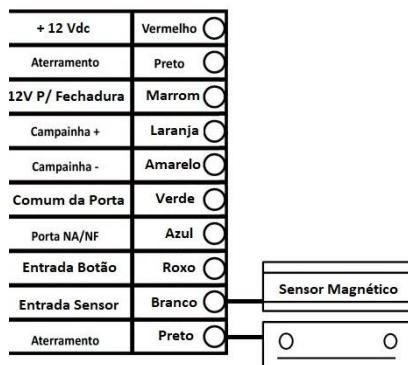 + 12 Vdc Vermelho
Aterramento Preto
12V P/ Fechadura Marrom
Campainha + Laranja
Campainha - Amarelo
Comum da Porta Verde
Porta NA/NF Azul
Entrada Botão Roxo
Entrada Sensor Branco
Sensor Magnético
Aterramento Preto